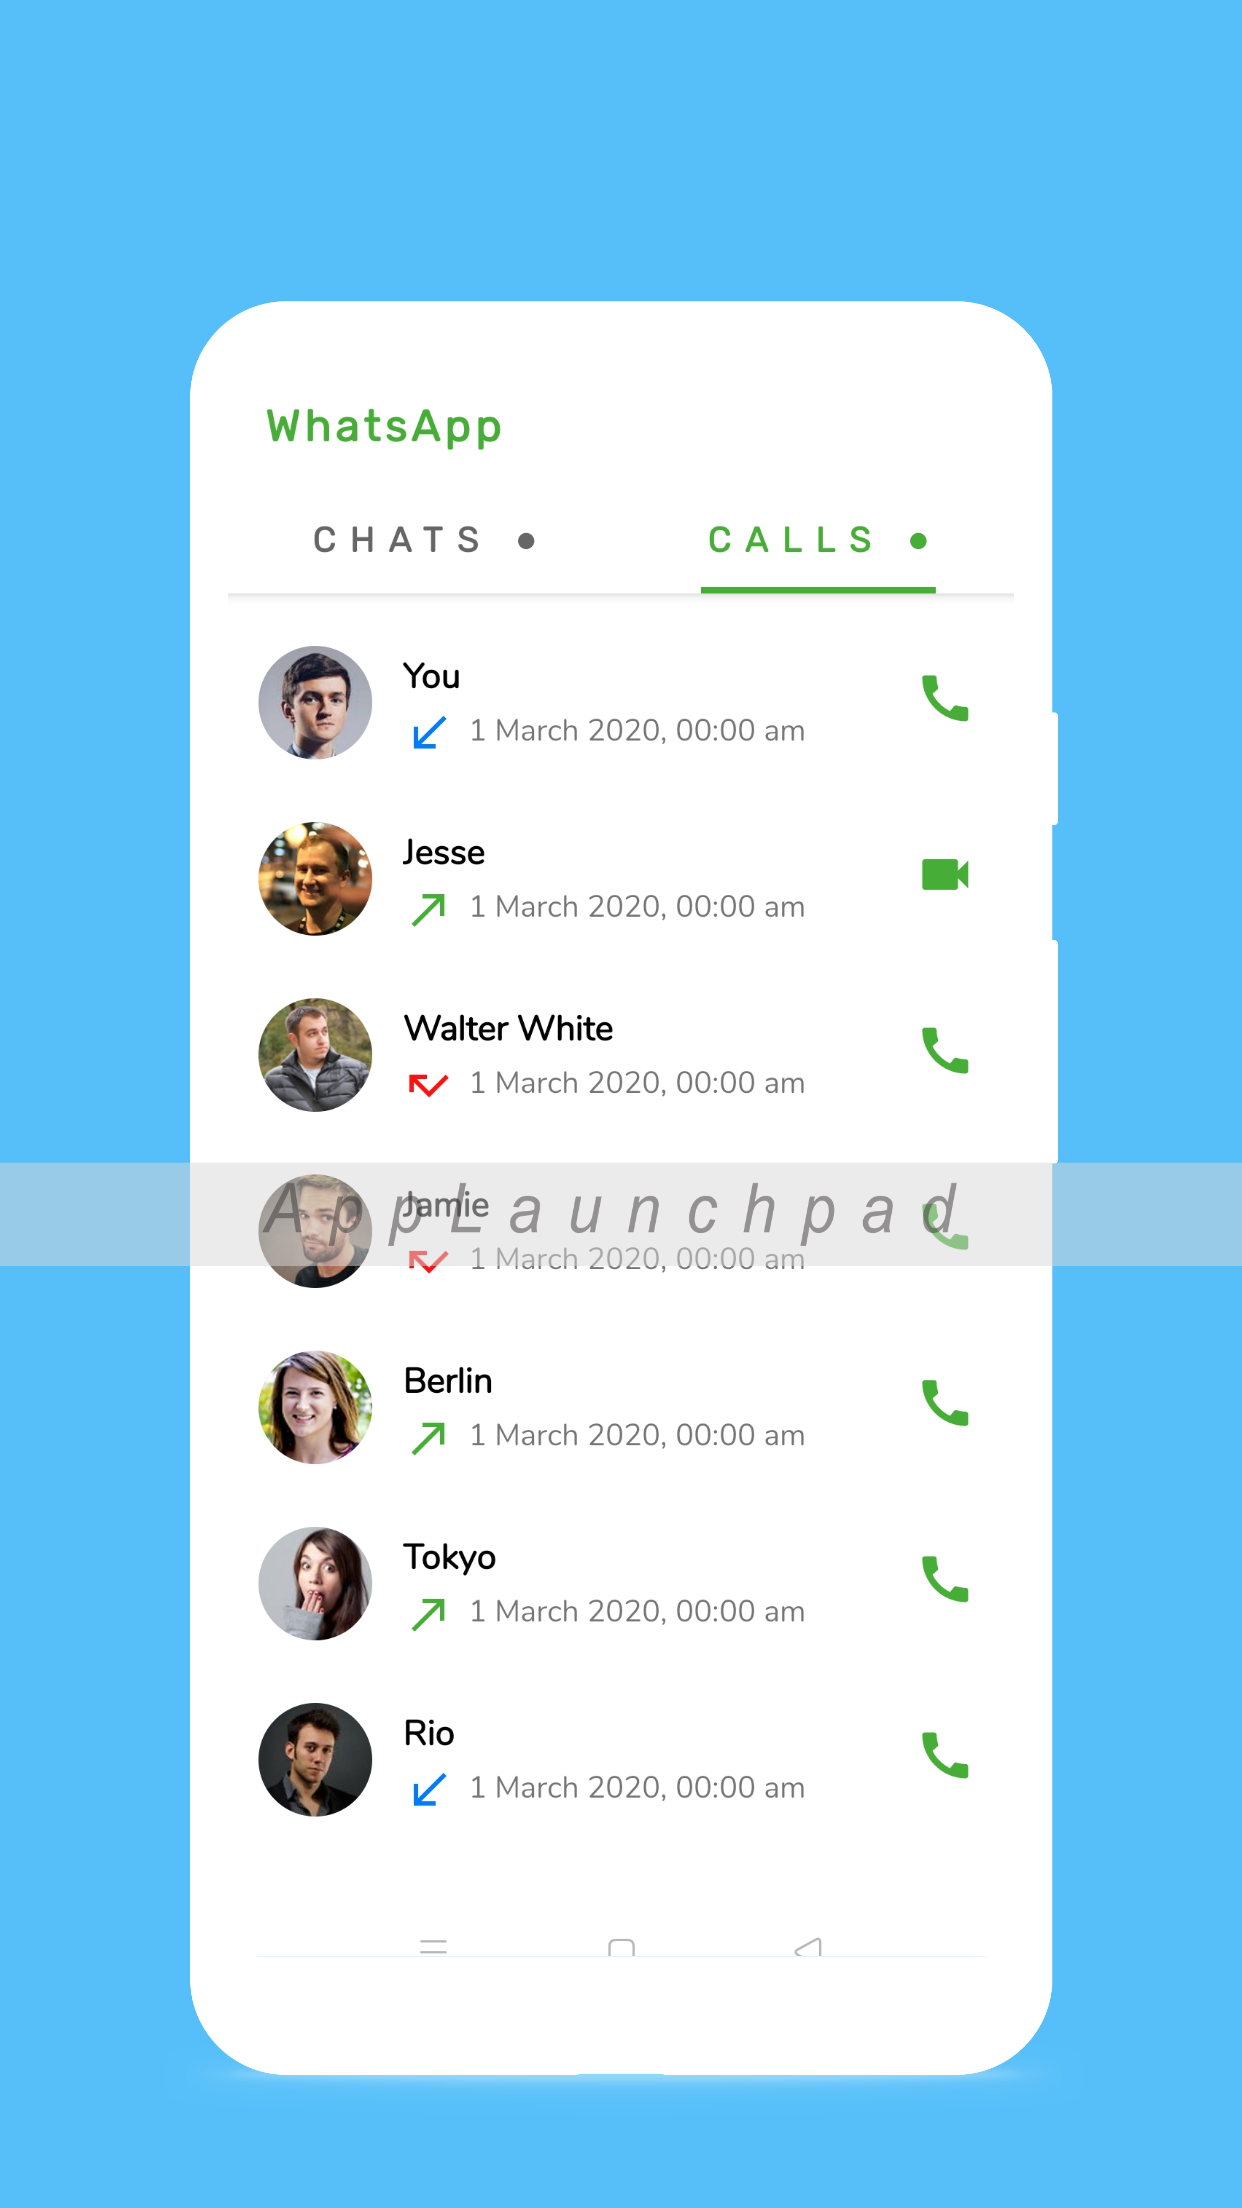 WhatsApp
CHATS CALLS
You
1 March 2020, 00:00 am
Jesse
1 March 2020, 00:00 am
Walter White
1 March 2020, 00:00 am
AppLaunchpad
Jamie
1 March 2020, 00:00 am
Berlin
1 March 2020, 00:00 am
Tokyo
1 March 2020, 00:00 am
Rio
1 March 2020, 00:00 am